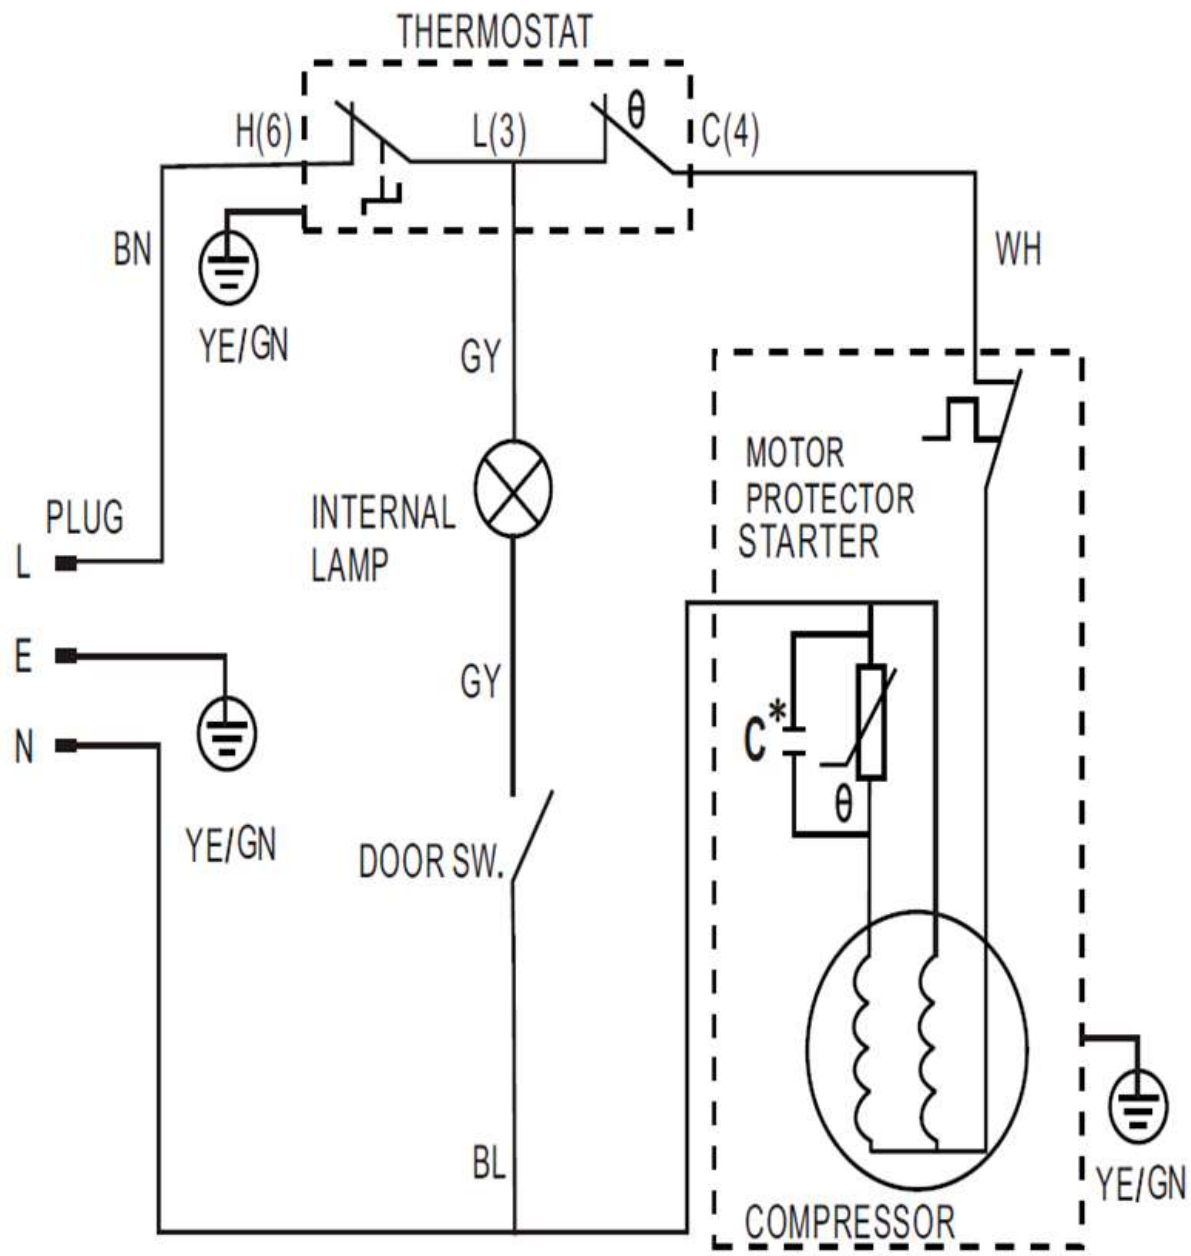 THERMOSTAT
H(6)
L(3)
θ
C(4)
BN
WH
YE/GN
GY
MOTOR
PROTECTOR
STARTER
INTERNAL
LAMP
PLUG
L
E
GY
N
C*
θ
YE/GN
DOOR SW.
BL
YE/GN
COMPRESSOR